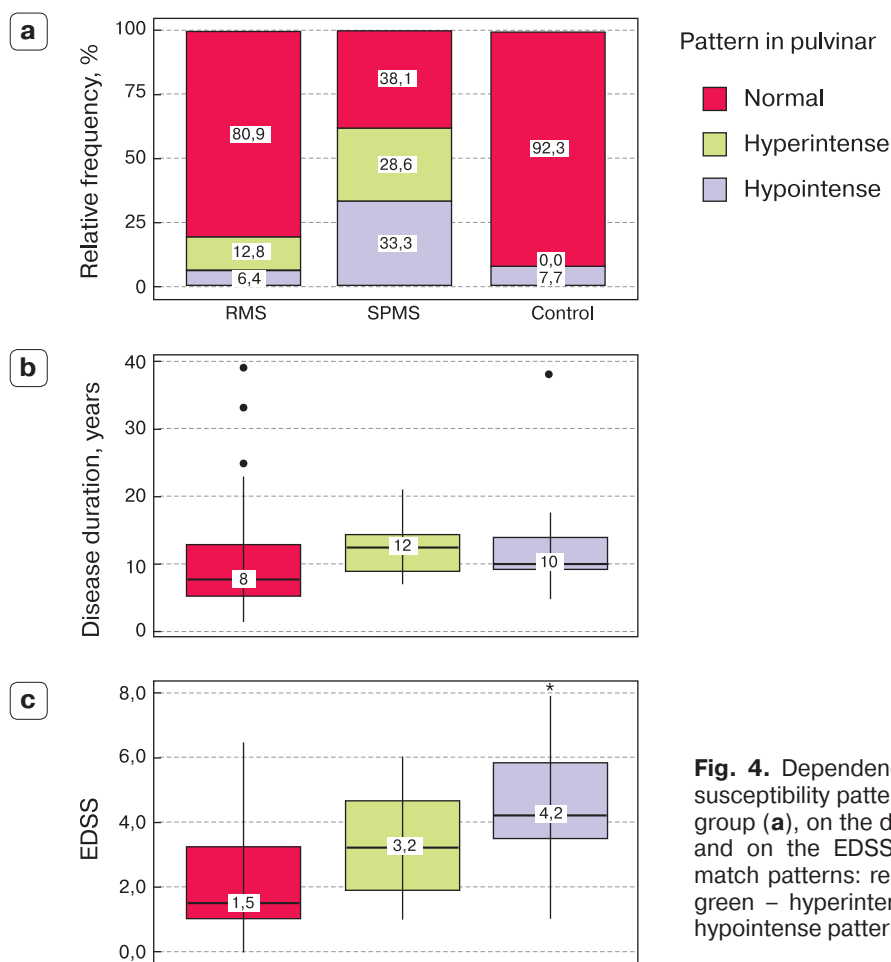 a
Relative frequency, %
100
75
50
25
0
80,9
12,8
6,4
38,1
28,6
33,3
92,3
0,0
7,7
RMS SPMS Control
Pattern in pulvinar
Normal
Hyperintense
Hypointense
b
Disease duration, years
40
30
20
10
0
8
12
10
c
EDSS
8,0
6,0
4,0
2,0
0,0
1,5
3,2
4,2
*
Fig. 4. Dependenc
susceptibility patte
group (a), on the d
and on the EDSS
match patterns: re
green – hyperinter
hypointense patter